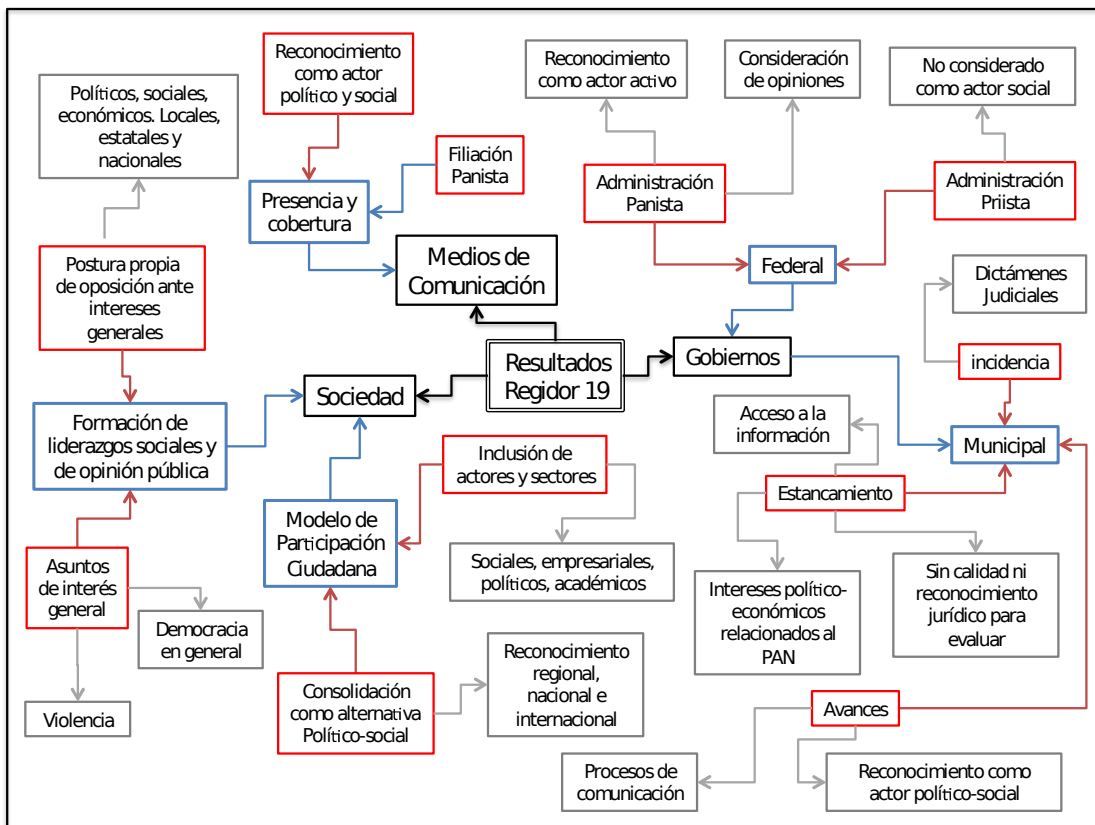 Reconocimiento
como actor
político y social
Reconocimiento
como actor activo
Consideración
de opiniones
No considerado
como actor social
Políticos, sociales,
económicos. Locales,
estatales y
nacionales
Filiación
Panista
Administración
Panista
Administración
Priista
Presencia y
cobertura
Postura propia
de oposición ante
intereses
generales
Medios de
Comunicación
Federal
Dictámenes
Judiciales
Resultados
Regidor 19
Gobiernos
incidencia
Sociedad
Formación de
liderazgos sociales y
de opinión pública
Acceso a la
información
Municipal
Inclusión de
actores y sectores
Estancamiento
Modelo de
Participación
Ciudadana
Asuntos
de interés
general
Sociales, empresariales,
políticos, académicos
Intereses político-
económicos
relacionados al
PAN
Sin calidad ni
reconocimiento
jurídico para
evaluar
Democracia
en general
Reconocimiento
regional,
nacional e
internacional
Consolidación
como alternativa
Político-social
Violencia
Avances
Procesos de
comunicación
Reconocimiento como
actor político-social